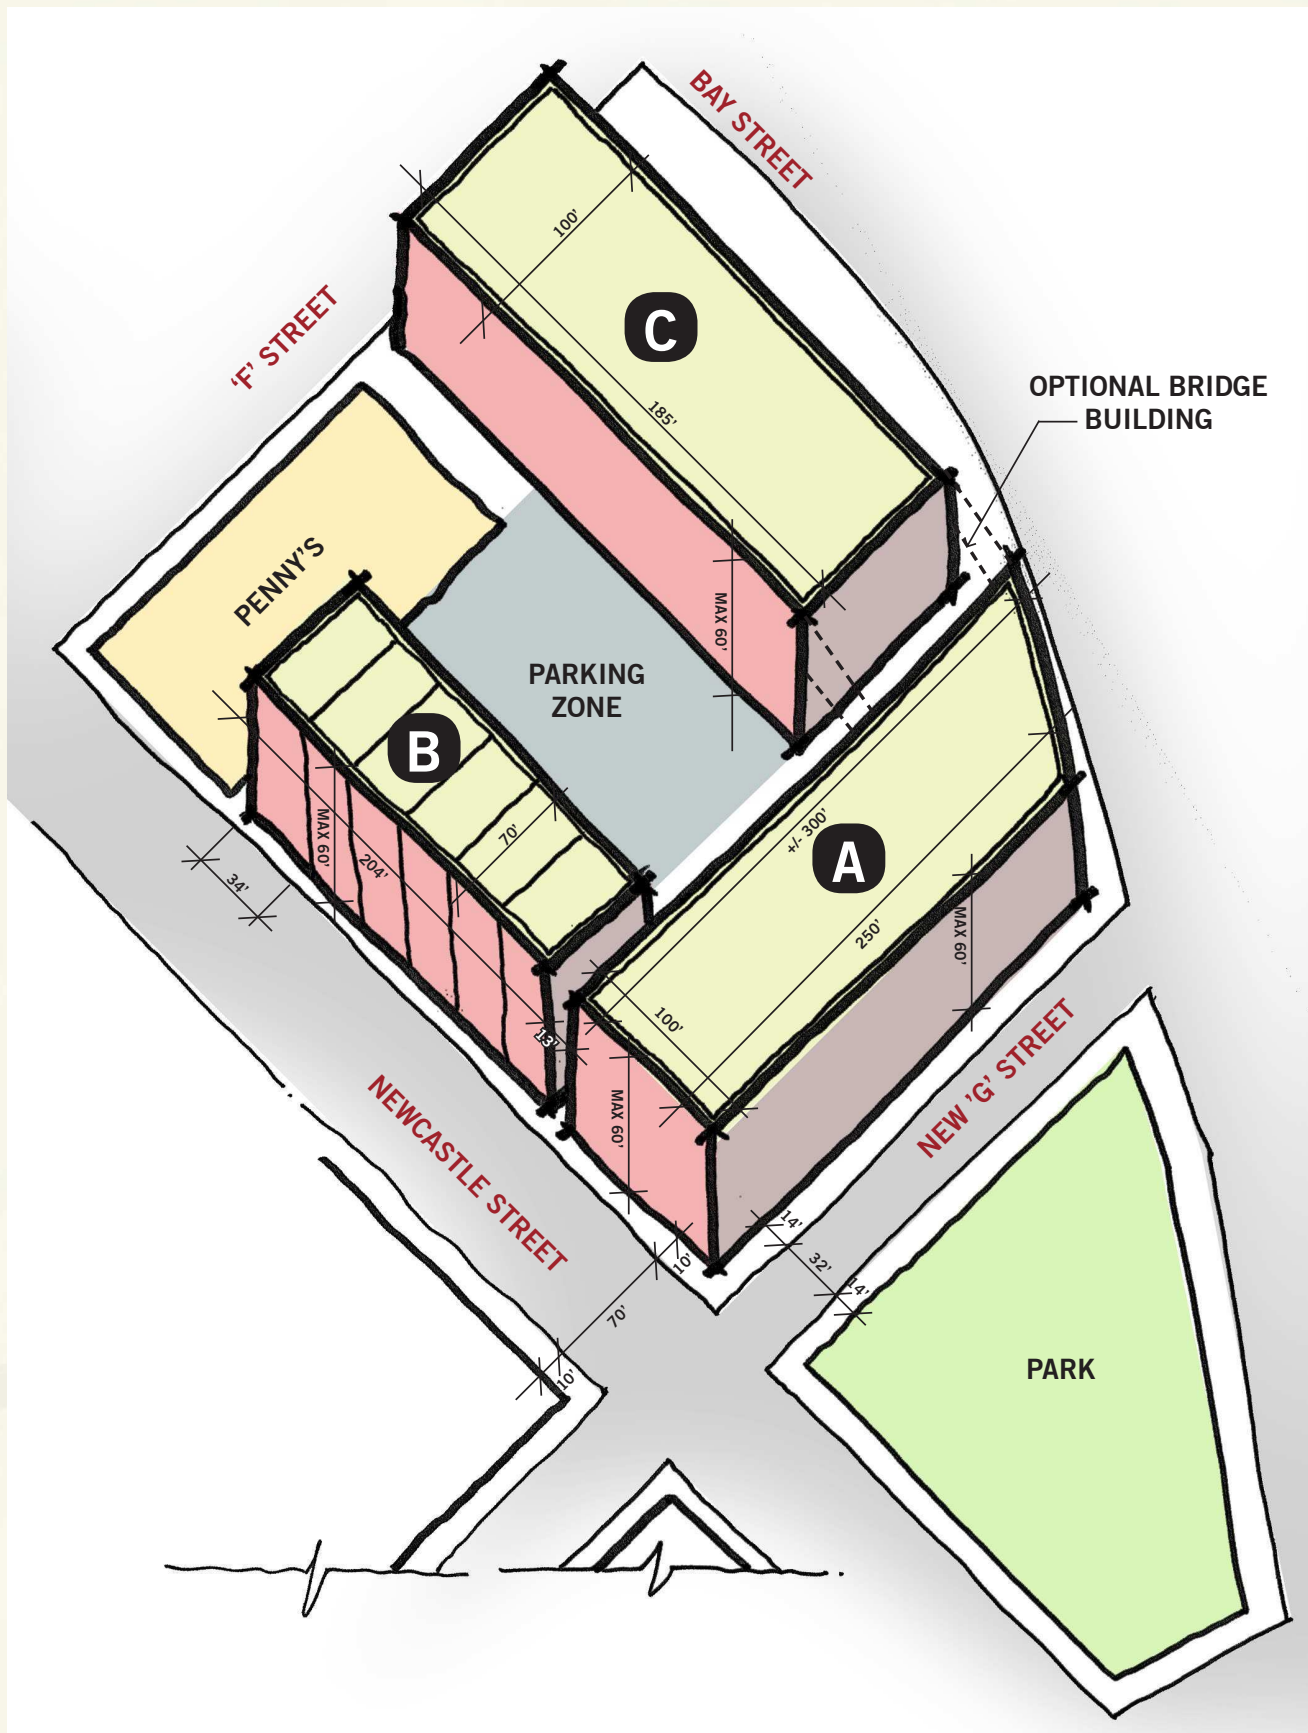 BAY STREET
100'
C
'F' STREET
185'
OPTIONAL BRIDGE
BUILDING
PENNY'S
MAX 60'
PARKING
ZONE
B
70'
+/- 300'
A
MAX 60'
204'
34'
250'
MAX 60'
100'
13'
MAX 60'
NEWCASTLE STREET
NEW 'G' STREET
14'
32'
14'
10'
70'
10'
PARK